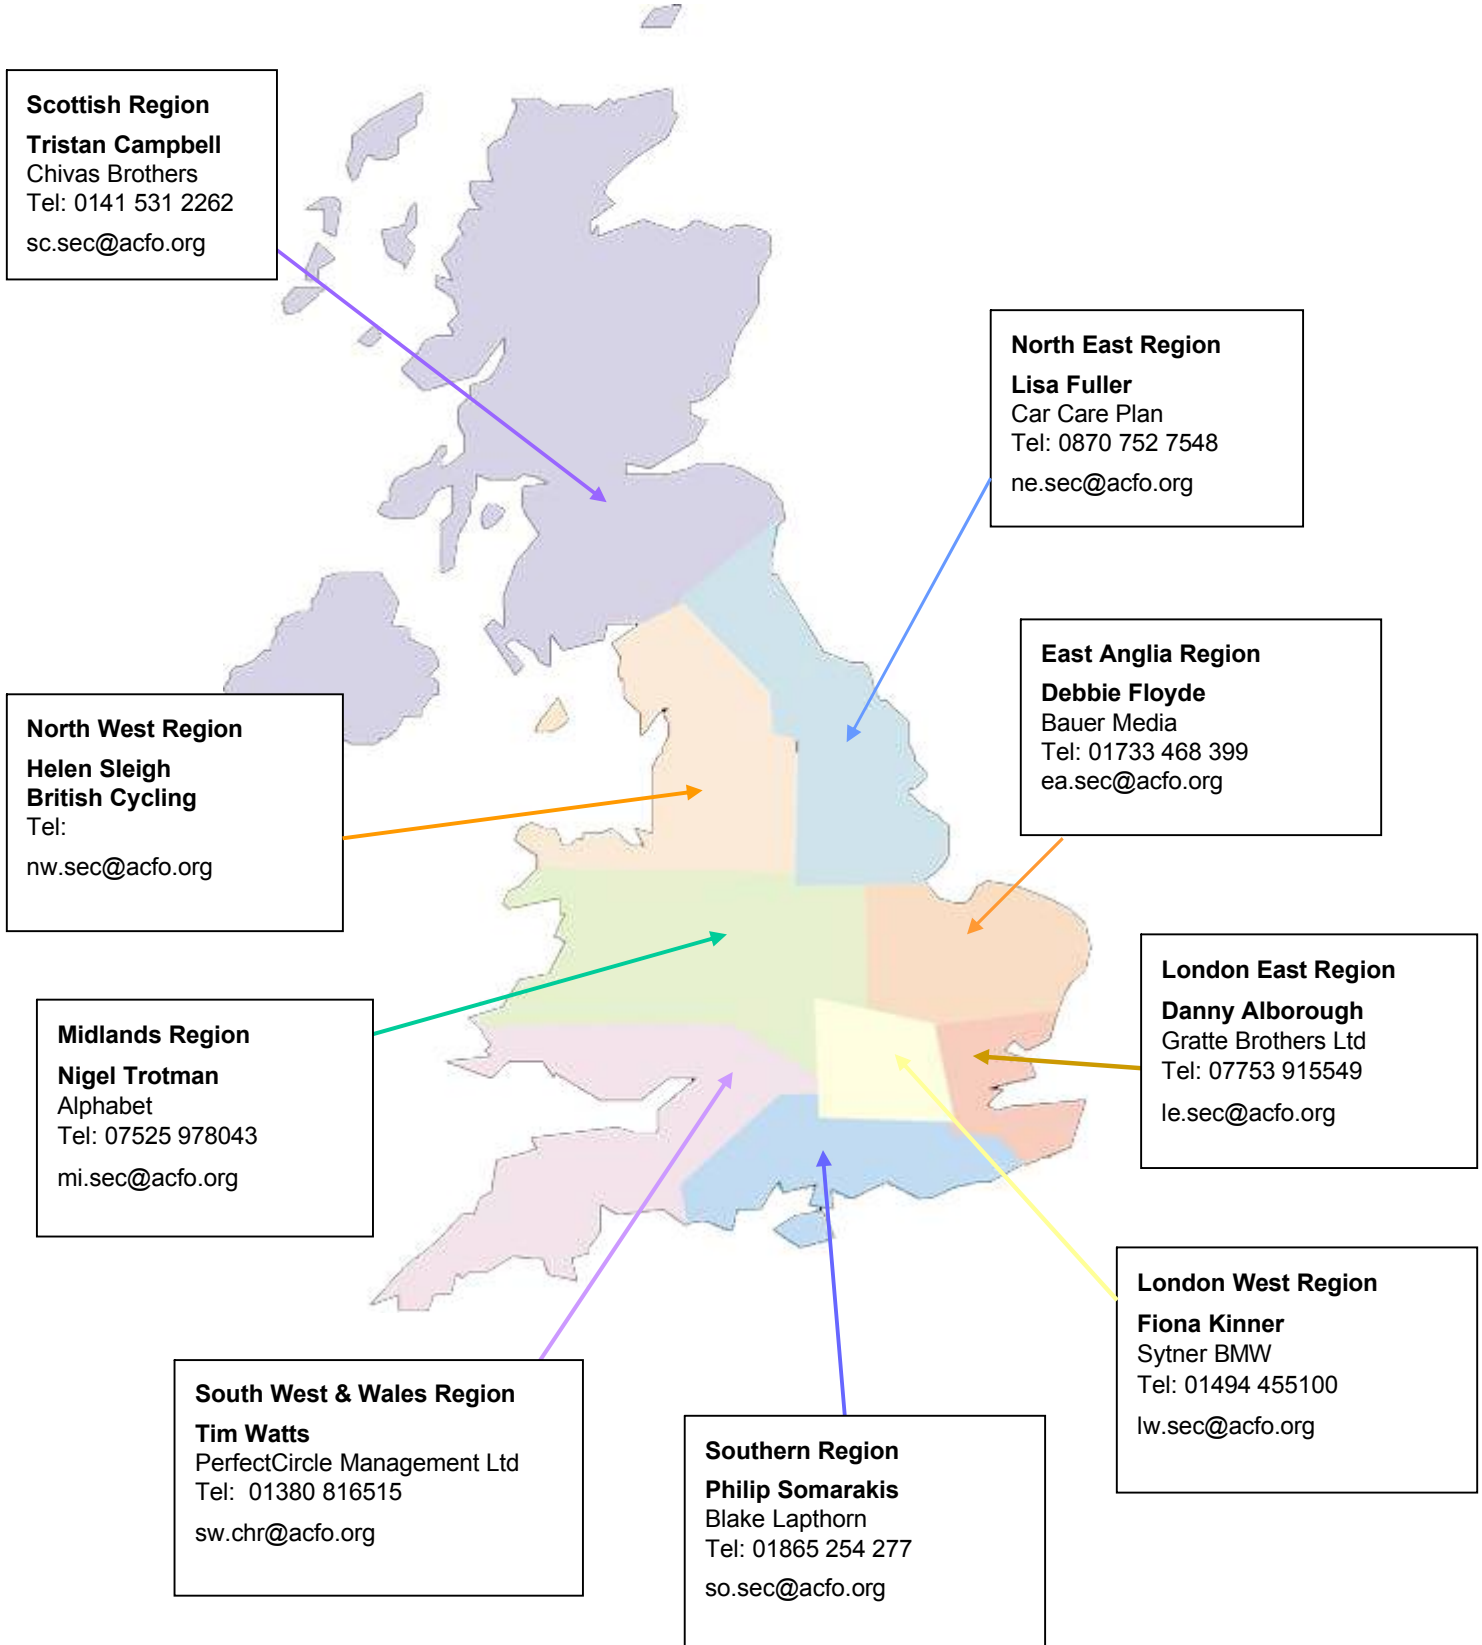 Scottish Region
Tristan Campbell
Chivas Brothers
Tel: 0141 531 2262
sc.sec@acfo.org
North East Region
Lisa Fuller
Car Care Plan
Tel: 0870 752 7548
ne.sec@acfo.org
East Anglia Region
Debbie Floyde
Bauer Media
Tel: 01733 468 399
ea.sec@acfo.org
North West Region
Helen Sleigh
British Cycling
Tel:
nw.sec@acfo.org
London East Region
Danny Alborough
Gratte Brothers Ltd
Tel: 07753 915549
le.sec@acfo.org
Midlands Region
Nigel Trotman
Alphabet
Tel: 07525 978043
mi.sec@acfo.org
London West Region
Fiona Kinner
Sytner BMW
Tel: 01494 455100
lw.sec@acfo.org
South West & Wales Region
Tim Watts
PerfectCircle Management Ltd
Tel:  01380 816515
sw.chr@acfo.org
Southern Region
Philip Somarakis
Blake Lapthorn
Tel: 01865 254 277
so.sec@acfo.org